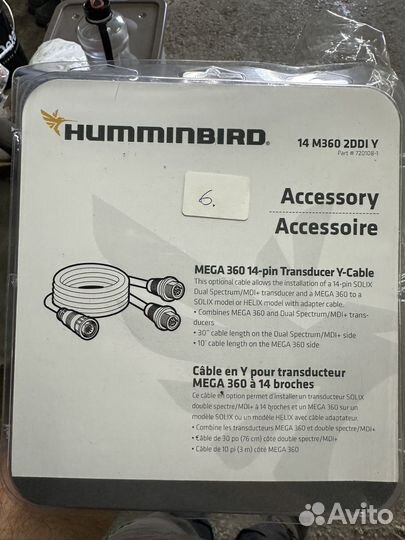 HUMMINBIRD®
14 M360 2DDI Y
Part # 720108-1
6.
Accessory
Accessoire
MEGA 360 14-pin Transducer Y-Cable
This optional cable allows the installation of a 14-pin SOLIX
Dual Spectrum/MDI+ transducer and a MEGA 360 to a
SOLIX model or HELIX model with adapter cable.
• Combines MEGA 360 and Dual Spectrum/MDI+ trans-
ducers
• 30" cable length on the Dual Spectrum/MDI+ side
• 10' cable length on the MEGA 360 side
Câble en Y pour transducteur
MEGA 360 à 14 broches
Ce câble en option permet d'installer un transducteur SOLIX
double spectre/MDI+ à 14 broches et un MEGA 360 sur un
modèle SOLIX ou un modèle HELIX avec câble adaptateur.
• Combine les transducteurs MEGA 360 et double spectre/MDI+
• Câble de 30 po (76 cm) côté double spectre/MDI+
• Câble de 10 pi (3 m) côté MEGA 360
Avito